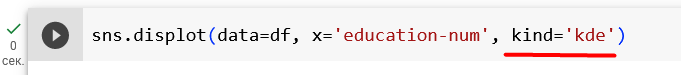 sns.displot(data=df, x='education-num', kind='kde')
0
сек.